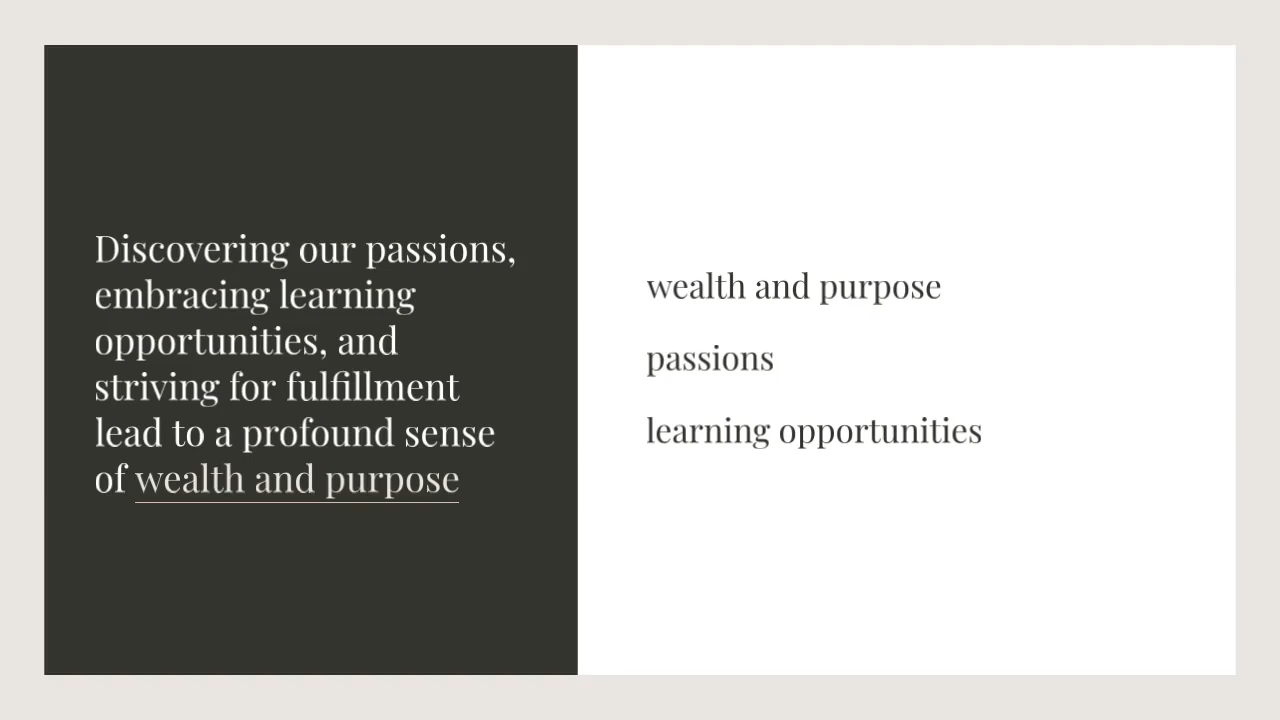 Discovering our passions,
embracing learning
opportunities, and
striving for fulfillment
lead to a profound sense
of wealth and purpose
wealth and purpose
passions
learning opportunities